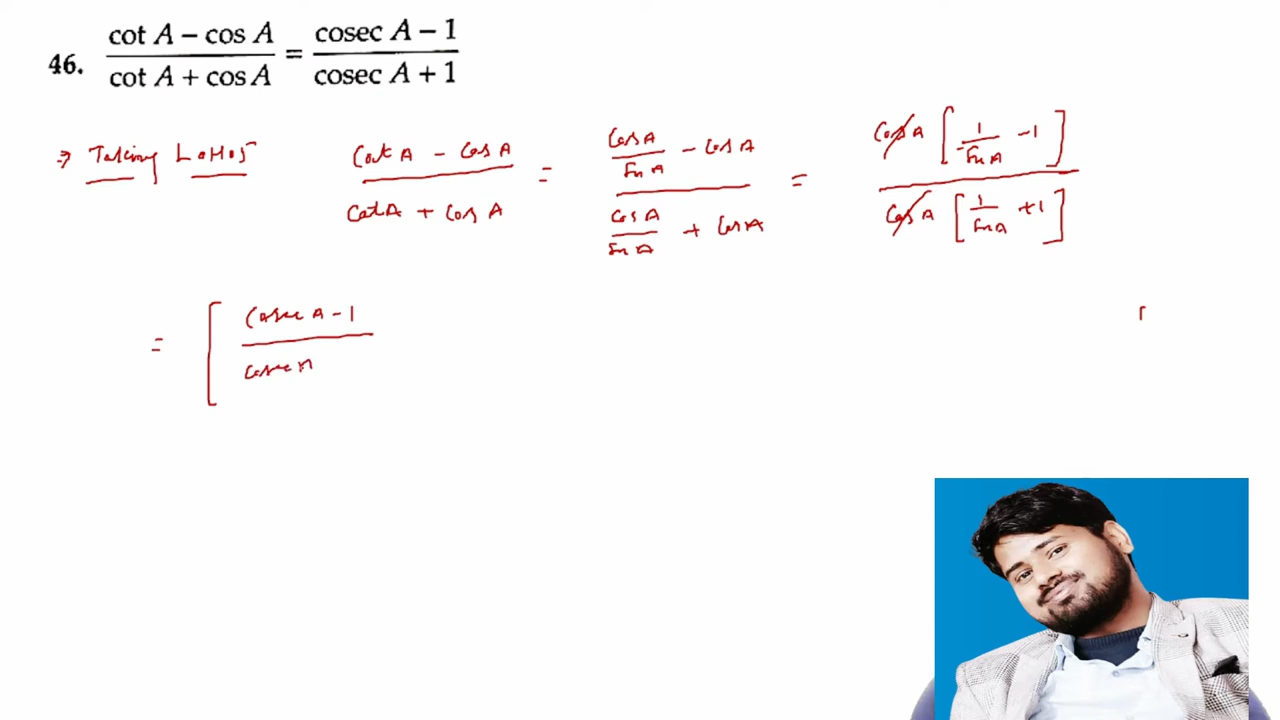 46. (cot A − cos A)/(cot A + cos A) = (cosec A − 1)/(cosec A + 1)
⇒ Taking L.H.S (Cot A − Cos A)/(Cot A + Cos A) = (Cos A/Sin A − Cos A)/(Cos A/Sin A + Cos A) = Cos A [1/Sin A − 1]/Cos A [1/Sin A + 1]
= [ (Cosec A − 1)/(Cosec A